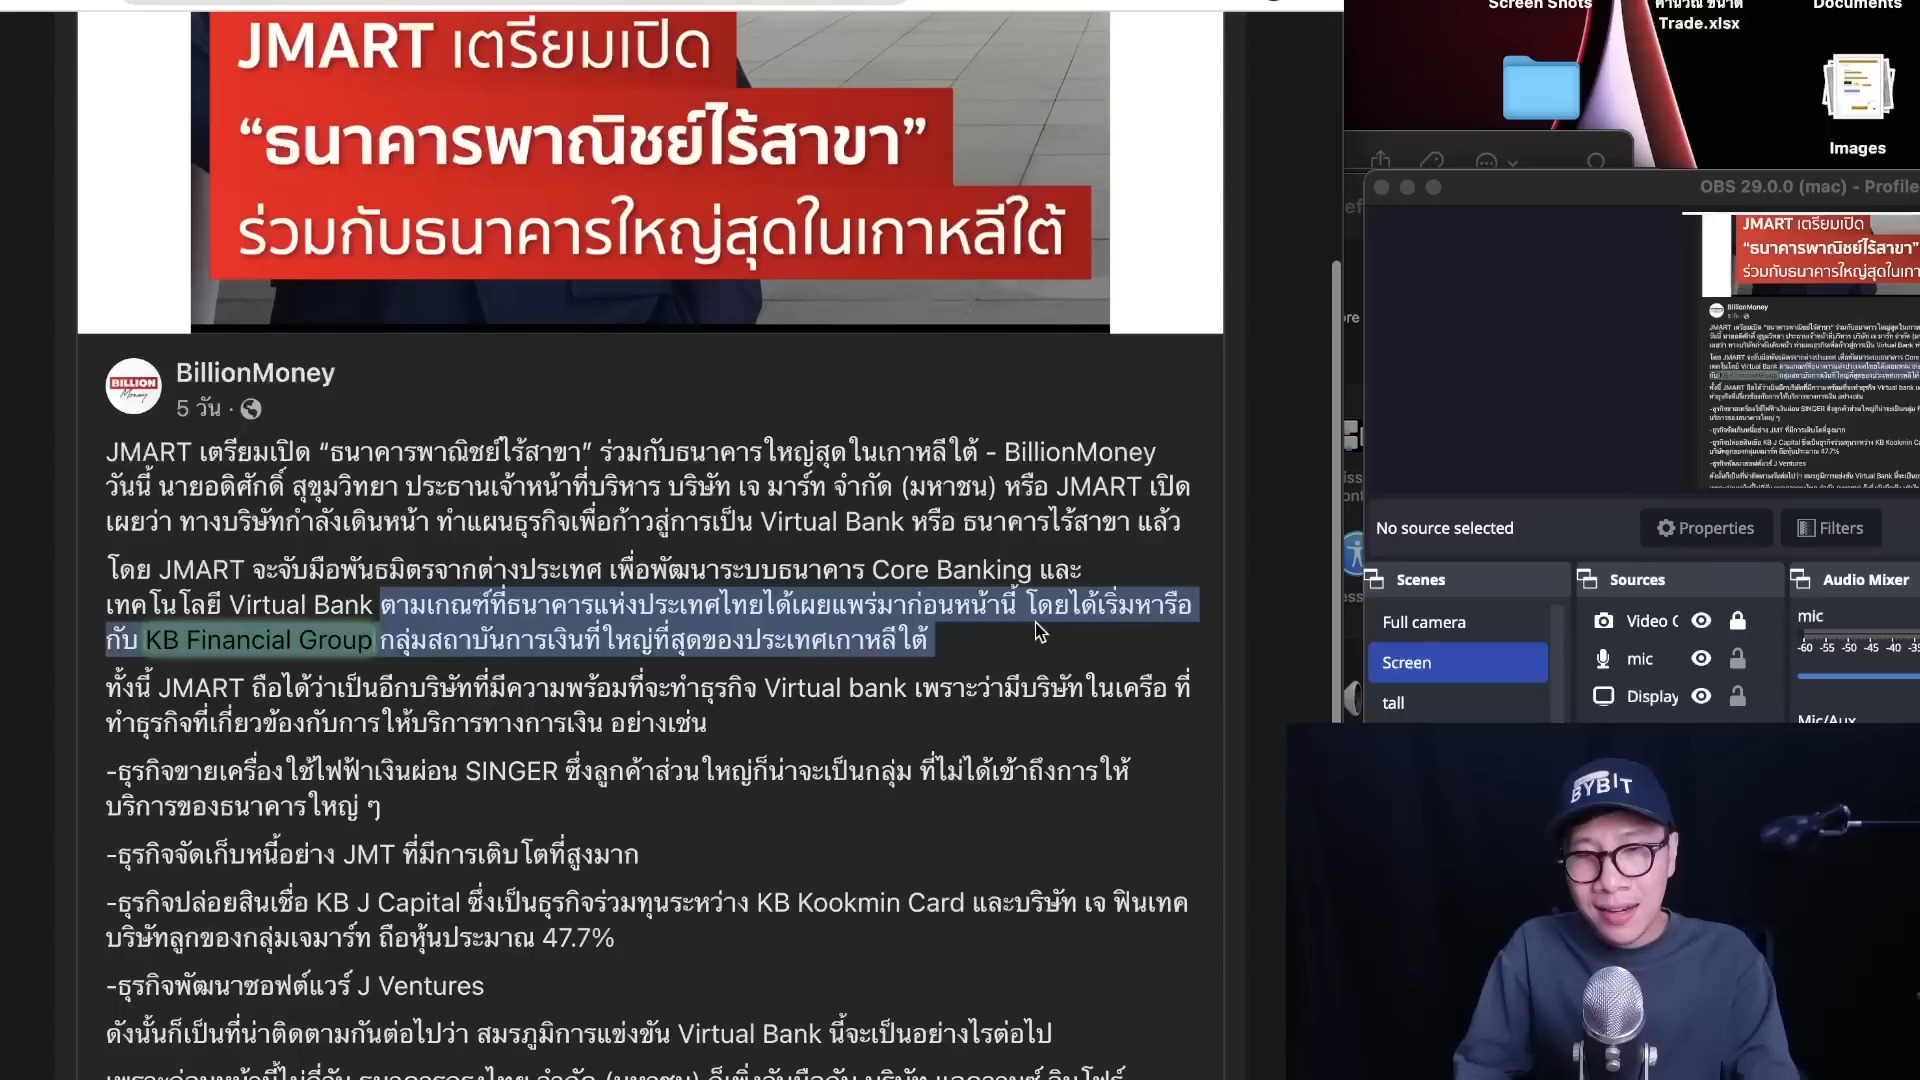 JMART เตรียมเปิด
“ธนาคารพาณิชย์ไร้สาขา”
ร่วมกับธนาคารใหญ่สุดในเกาหลีใต้
BILLION
Money
BillionMoney
5 วัน ·
JMART เตรียมเปิด “ธนาคารพาณิชย์ไร้สาขา” ร่วมกับธนาคารใหญ่สุดในเกาหลีใต้ - BillionMoney
วันนี้ นายอดิศักดิ์ สุขุมวิทยา ประธานเจ้าหน้าที่บริหาร บริษัท เจ มาร์ท จำกัด (มหาชน) หรือ JMART เปิด
เผยว่า ทางบริษัทกำลังเดินหน้า ทำแผนธุรกิจเพื่อก้าวสู่การเป็น Virtual Bank หรือ ธนาคารไร้สาขา แล้ว
โดย JMART จะจับมือพันธมิตรจากต่างประเทศ เพื่อพัฒนาระบบธนาคาร Core Banking และ
เทคโนโลยี Virtual Bank ตามเกณฑ์ที่ธนาคารแห่งประเทศไทยได้เผยแพร่มาก่อนหน้านี้ โดยได้เริ่มหารือ
กับ KB Financial Group กลุ่มสถาบันการเงินที่ใหญ่ที่สุดของประเทศเกาหลีใต้
ทั้งนี้ JMART ถือได้ว่าเป็นอีกบริษัทที่มีความพร้อมที่จะทำธุรกิจ Virtual bank เพราะว่ามีบริษัทในเครือ ที่
ทำธุรกิจที่เกี่ยวข้องกับการให้บริการทางการเงิน อย่างเช่น
-ธุรกิจขายเครื่องใช้ไฟฟ้าเงินผ่อน SINGER ซึ่งลูกค้าส่วนใหญ่ก็น่าจะเป็นกลุ่ม ที่ไม่ได้เข้าถึงการให้
บริการของธนาคารใหญ่ ๆ
-ธุรกิจจัดเก็บหนี้อย่าง JMT ที่มีการเติบโตที่สูงมาก
-ธุรกิจปล่อยสินเชื่อ KB J Capital ซึ่งเป็นธุรกิจร่วมทุนระหว่าง KB Kookmin Card และบริษัท เจ ฟินเทค
บริษัทลูกของกลุ่มเจมาร์ท ถือหุ้นประมาณ 47.7%
-ธุรกิจพัฒนาซอฟต์แวร์ J Ventures
ดังนั้นก็เป็นที่น่าติดตามกันต่อไปว่า สมรภูมิการแข่งขัน Virtual Bank นี้จะเป็นอย่างไรต่อไป
Screen Shots
คำนวณ ขนาด
Trade.xlsx
Documents
Images
OBS 29.0.0 (mac) - Profile
JMART เตรียมเปิด
“ธนาคารพาณิชย์ไร้สาขา”
BillionMoney
No source selected
Properties
Filters
Scenes
Sources
Audio Mixer
Full camera
Screen
tall
Video C
mic
Display
mic
-60 -55 -50 -45 -40
Mic/Aux
BYBIT